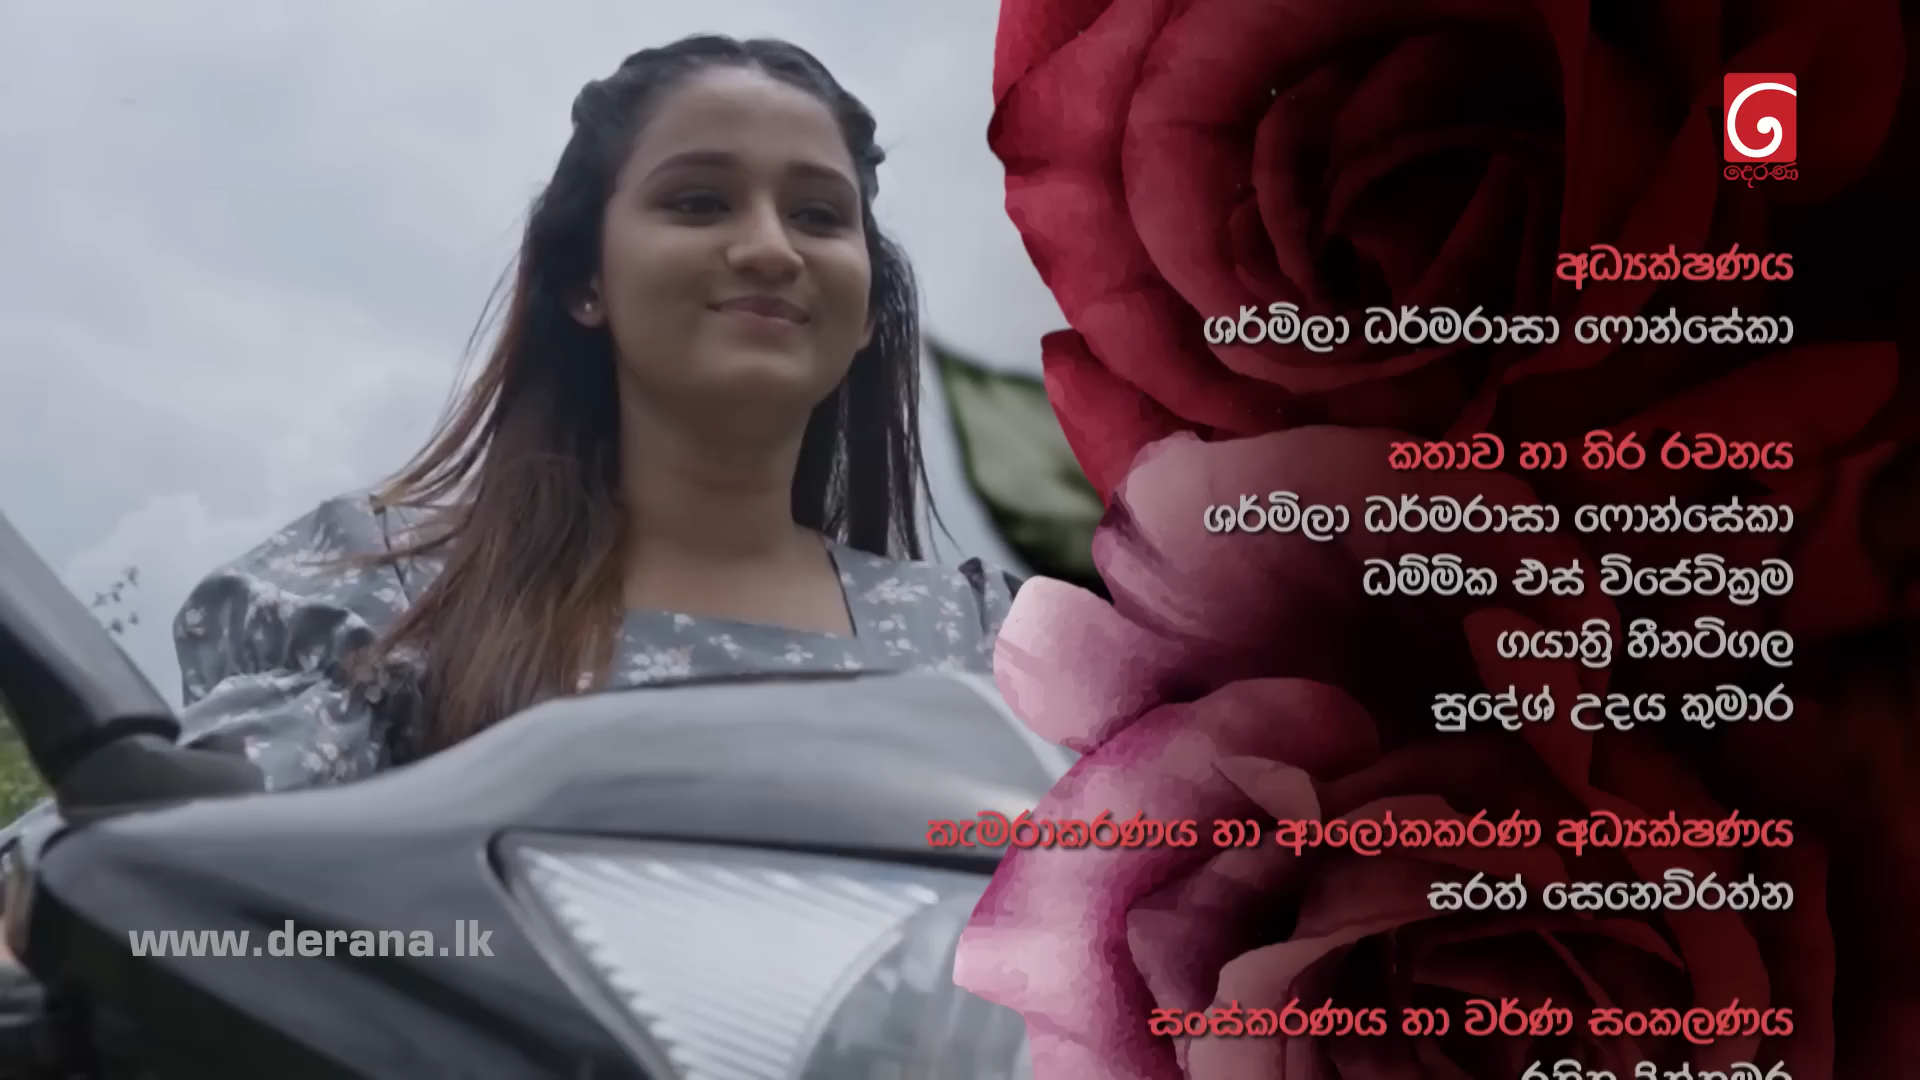 දෙරණ
අධ්‍යක්ෂණය
ශර්මිලා ධර්මරාසා ෆොන්සේකා
කතාව හා තිර රචනය
ශර්මිලා ධර්මරාසා ෆොන්සේකා
ධම්මික එස් විජේවික්‍රම
ගයාත්‍රි හීනටිගල
සුදේශ් උදය කුමාර
කැමරාකරණය හා ආලෝකකරණ අධ්‍යක්ෂණය
සරත් සෙනෙවිරත්න
www.derana.lk
සංස්කරණය හා වර්ණ සංකලණය